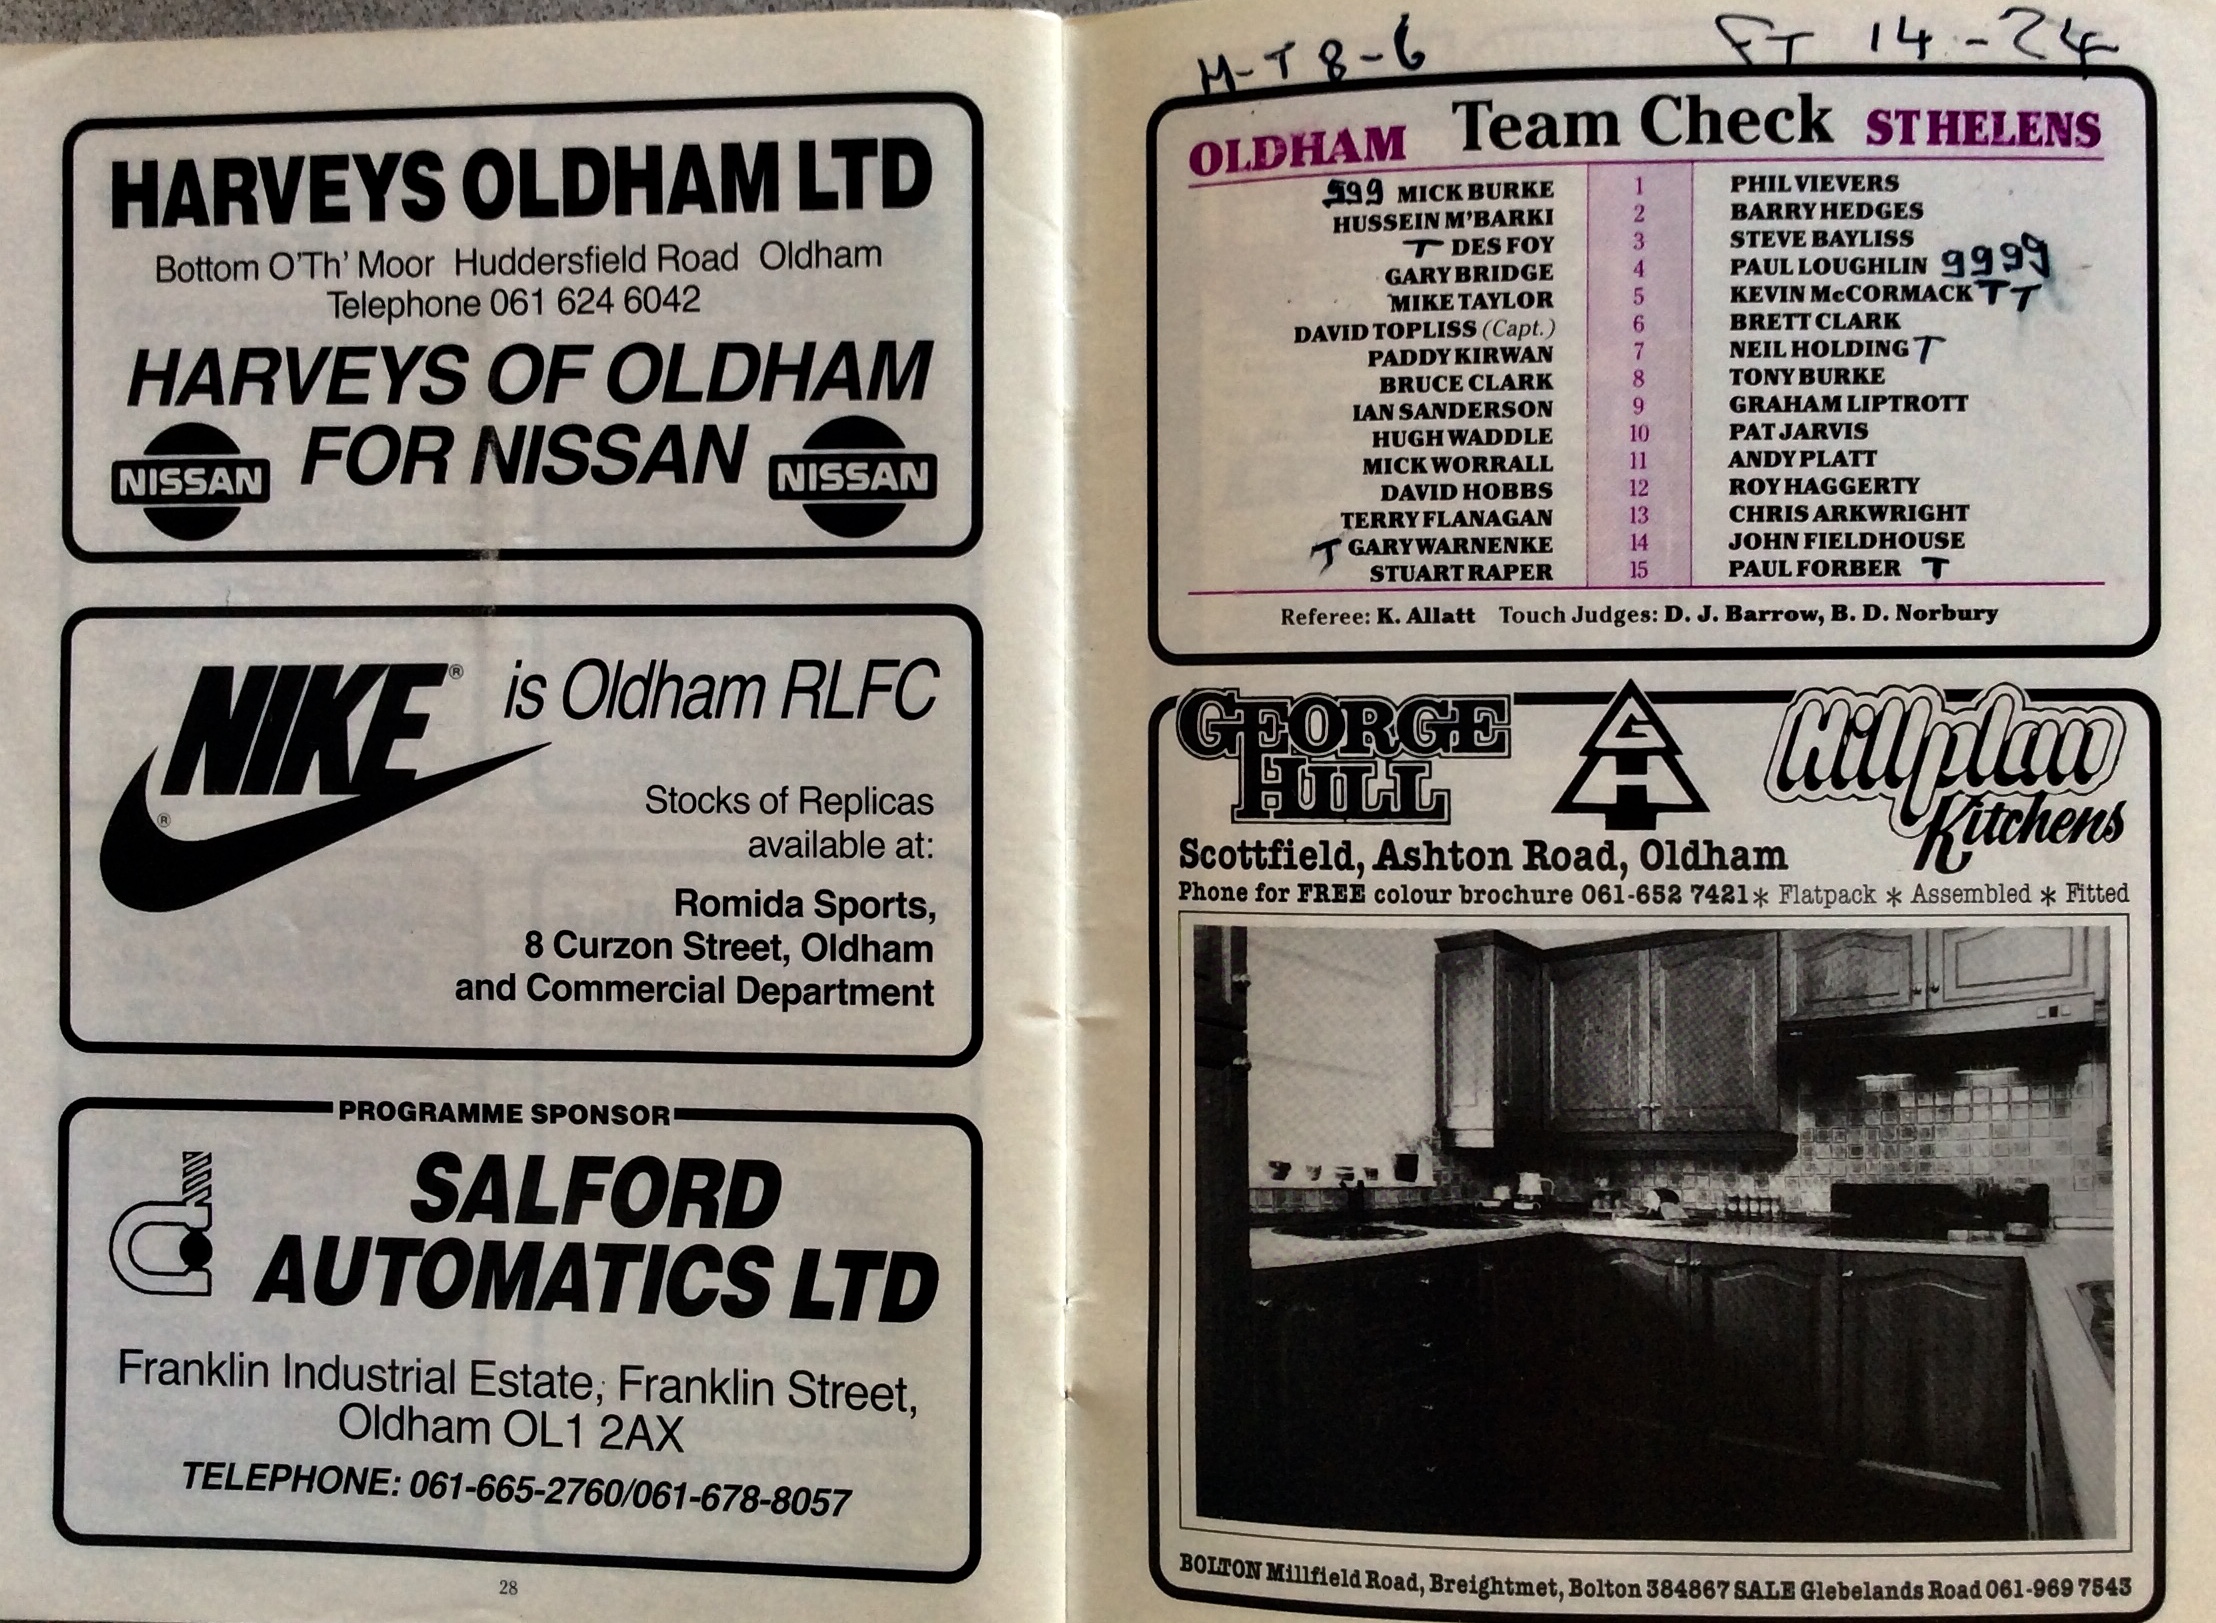 HARVEYS OLDHAM LTD
Bottom O'Th' Moor Huddersfield Road Oldham
Telephone 061 624 6042
HARVEYS OF OLDHAM
NISSAN FOR NISSAN NISSAN
NIKE ® is Oldham RLFC
®
Stocks of Replicas
available at:
Romida Sports,
8 Curzon Street, Oldham
and Commercial Department
PROGRAMME SPONSOR
SALFORD
AUTOMATICS LTD
Franklin Industrial Estate, Franklin Street,
Oldham OL1 2AX
TELEPHONE: 061-665-2760/061-678-8057
28
H-T 8-6 FT 14-24
OLDHAM Team Check ST HELENS
999 MICK BURKE 1 PHIL VIEVERS
HUSSEIN M'BARKI 2 BARRY HEDGES
T DES FOY 3 STEVE BAYLISS
GARY BRIDGE 4 PAUL LOUGHLIN 9999
MIKE TAYLOR 5 KEVIN McCORMACK T T
DAVID TOPLISS (Capt.) 6 BRETT CLARK
PADDY KIRWAN 7 NEIL HOLDING T
BRUCE CLARK 8 TONY BURKE
IAN SANDERSON 9 GRAHAM LIPTROTT
HUGH WADDLE 10 PAT JARVIS
MICK WORRALL 11 ANDY PLATT
DAVID HOBBS 12 ROY HAGGERTY
TERRY FLANAGAN 13 CHRIS ARKWRIGHT
T GARY WARNENKE 14 JOHN FIELDHOUSE
STUART RAPER 15 PAUL FORBER T
Referee: K. Allatt Touch Judges: D. J. Barrow, B. D. Norbury
GEORGE HILL GH Hillplan Kitchens
Scottfield, Ashton Road, Oldham
Phone for FREE colour brochure 061-652 7421 * Flatpack * Assembled * Fitted
BOLTON Millfield Road, Breightmet, Bolton 384867 SALE Glebelands Road 061-969 7543